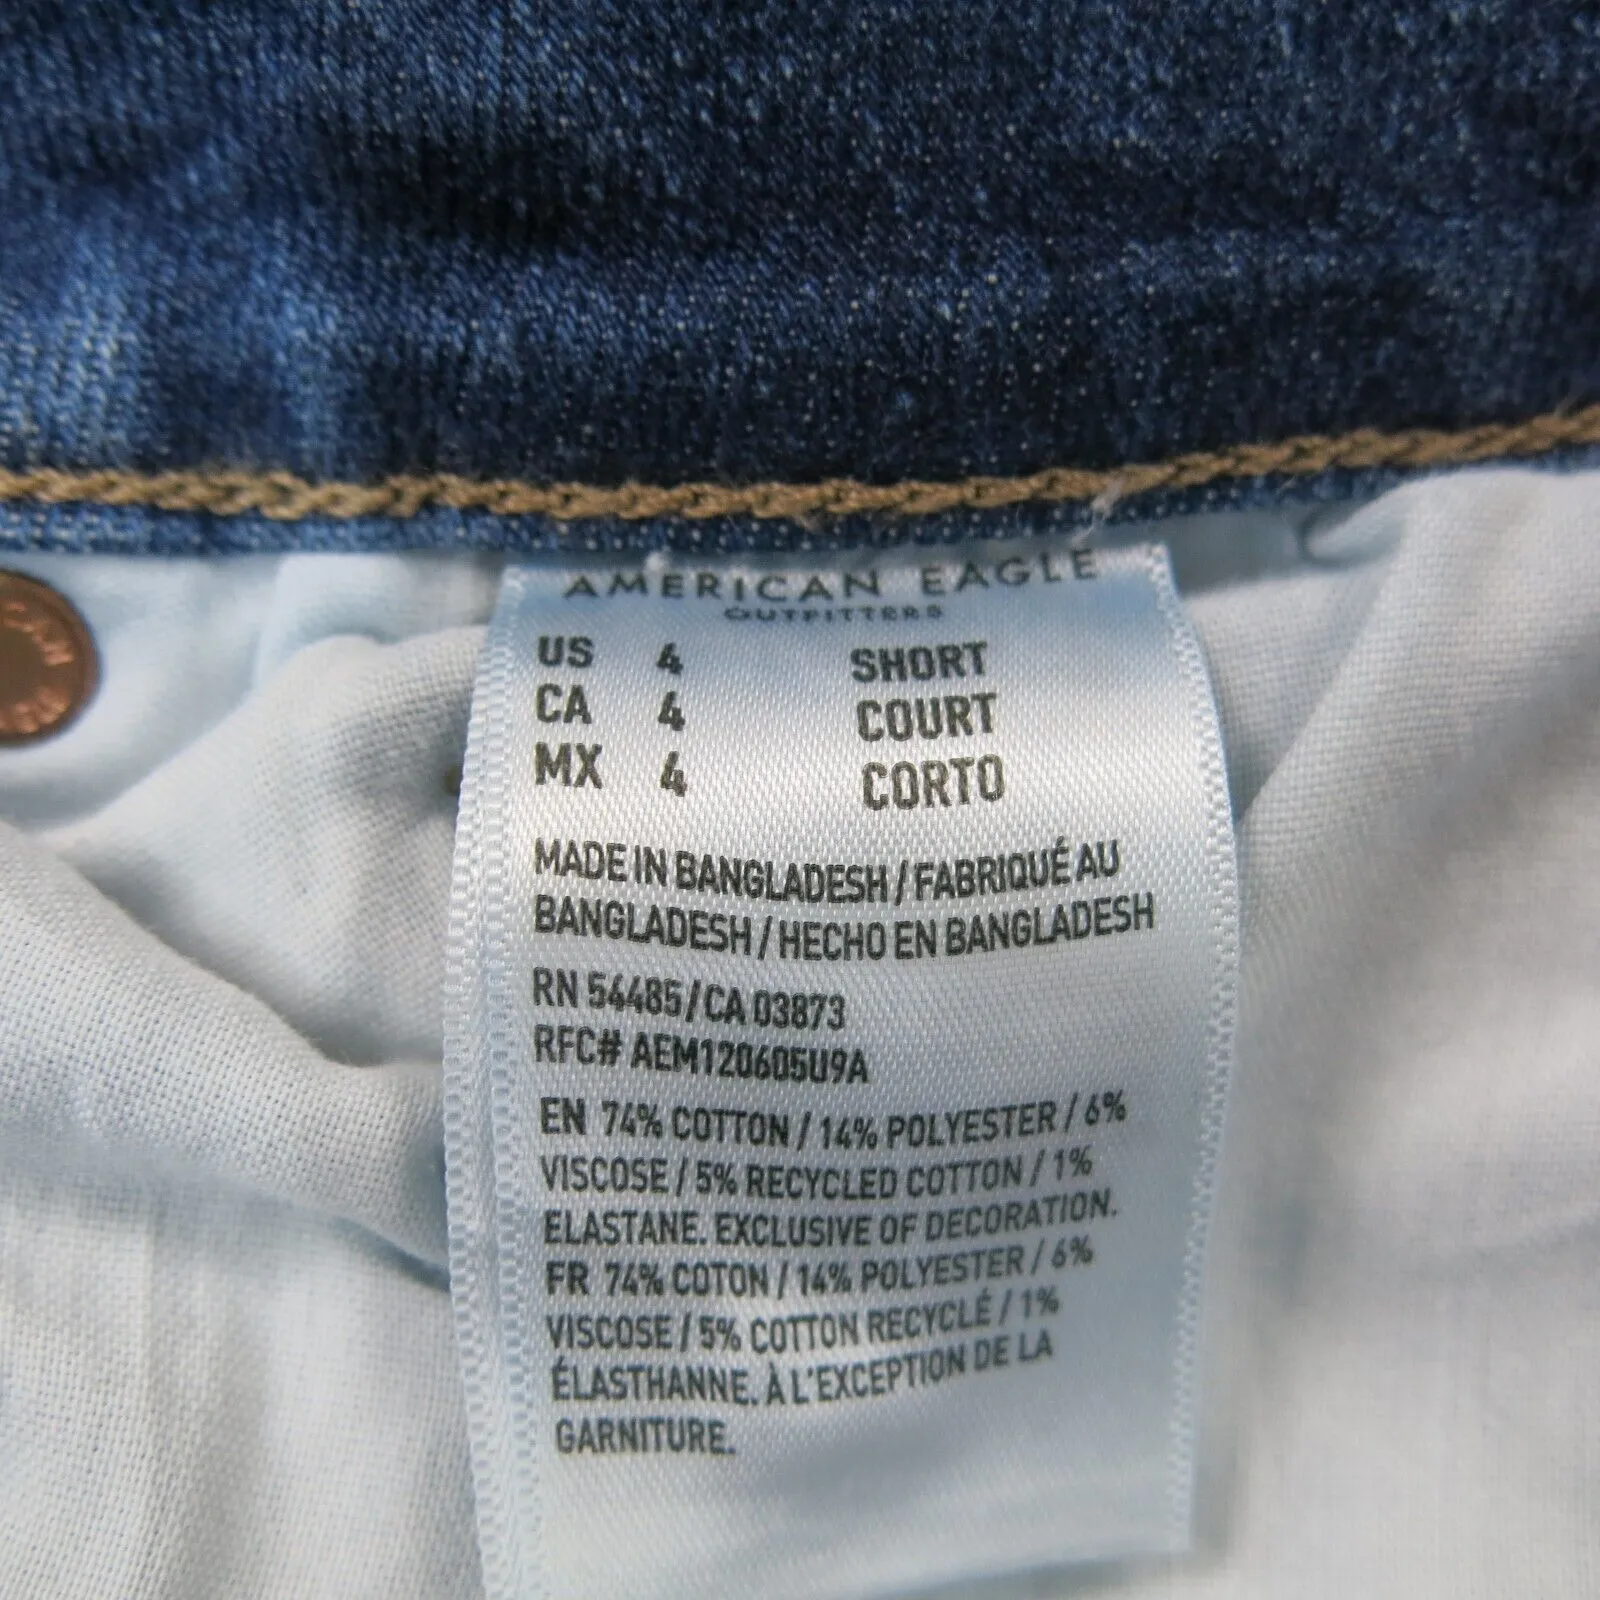 AMERICAN EAGLE
OUTFITTERS
US 4 SHORT
CA 4 COURT
MX 4 CORTO
MADE IN BANGLADESH / FABRIQUÉ AU
BANGLADESH / HECHO EN BANGLADESH
RN 54485/CA 03873
RFC# AEM120605U9A
EN 74% COTTON / 14% POLYESTER / 6%
VISCOSE / 5% RECYCLED COTTON / 1%
ELASTANE. EXCLUSIVE OF DECORATION.
FR 74% COTON / 14% POLYESTER / 6%
VISCOSE / 5% COTTON RECYCLÉ / 1%
ÉLASTHANNE. À L'EXCEPTION DE LA
GARNITURE.